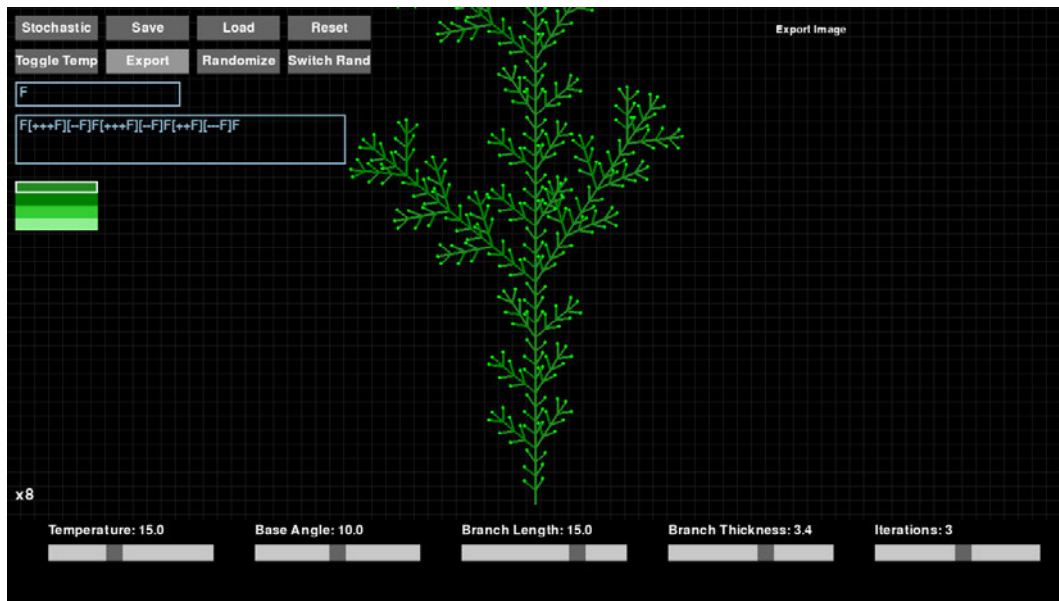 Stochastic Save Load Reset
Export Image
Toggle Temp Export Randomize Switch Rand
F
F[+++F][--F]F[+++F][--F]F[++F][---F]F
x8
Temperature: 15.0 Base Angle: 10.0 Branch Length: 15.0 Branch Thickness: 3.4 Iterations: 3